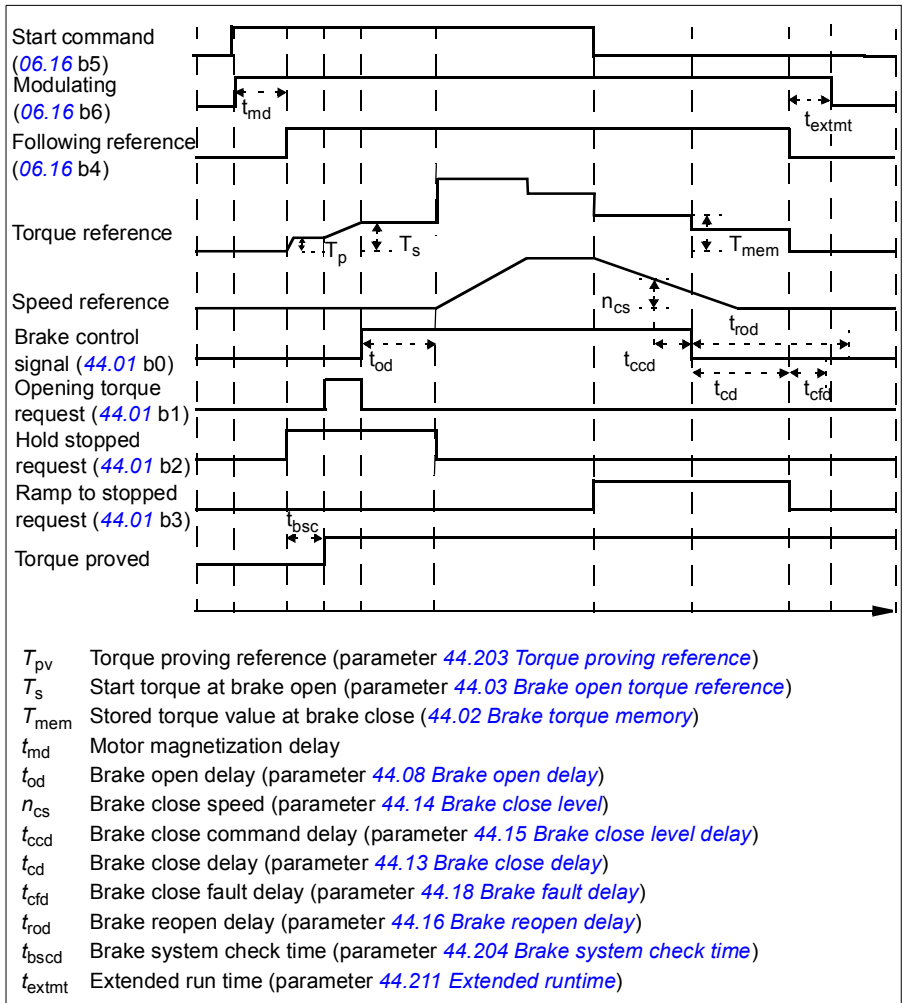 Start command
(06.16 b5)
Modulating
(06.16 b6)
tmd
textmt
Following reference
(06.16 b4)
Torque reference
Tp
Ts
Tmem
Speed reference
ncs
trod
Brake control
signal (44.01 b0)
tod
tccd
tcd
tcfd
Opening torque
request (44.01 b1)
Hold stopped
request (44.01 b2)
Ramp to stopped
request (44.01 b3)
tbsc
Torque proved
Tpv Torque proving reference (parameter 44.203 Torque proving reference)
Ts Start torque at brake open (parameter 44.03 Brake open torque reference)
Tmem Stored torque value at brake close (44.02 Brake torque memory)
tmd Motor magnetization delay
tod Brake open delay (parameter 44.08 Brake open delay)
ncs Brake close speed (parameter 44.14 Brake close level)
tccd Brake close command delay (parameter 44.15 Brake close level delay)
tcd Brake close delay (parameter 44.13 Brake close delay)
tcfd Brake close fault delay (parameter 44.18 Brake fault delay)
trod Brake reopen delay (parameter 44.16 Brake reopen delay)
tbscd Brake system check time (parameter 44.204 Brake system check time)
textmt Extended run time (parameter 44.211 Extended runtime)